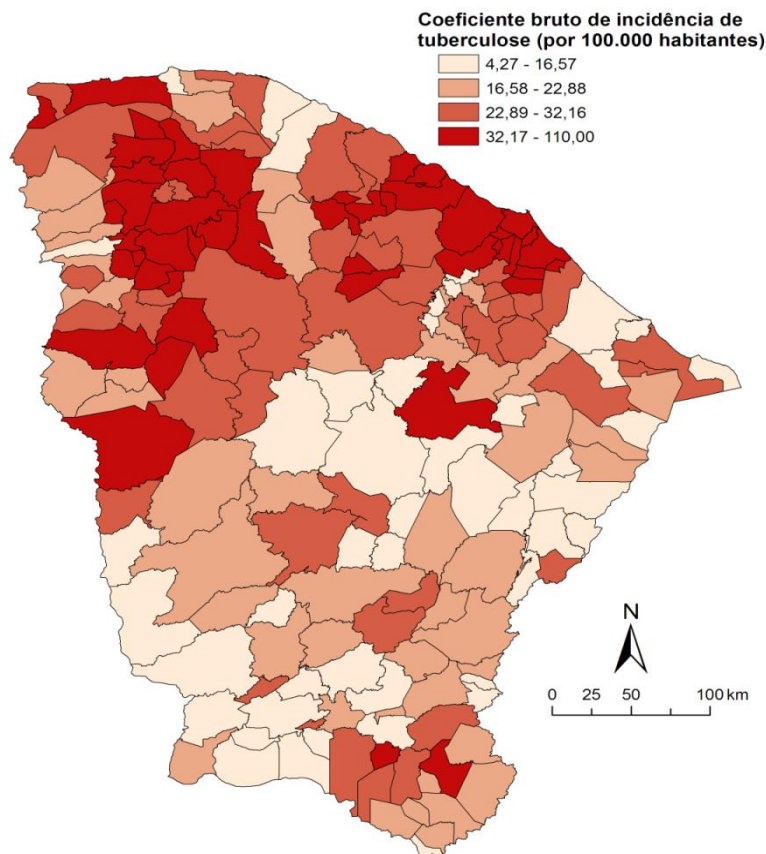 Coeficiente bruto de incidência de
tuberculose (por 100.000 habitantes)
4,27 - 16,57
16,58 - 22,88
22,89 - 32,16
32,17 - 110,00
N
0 25 50 100 km